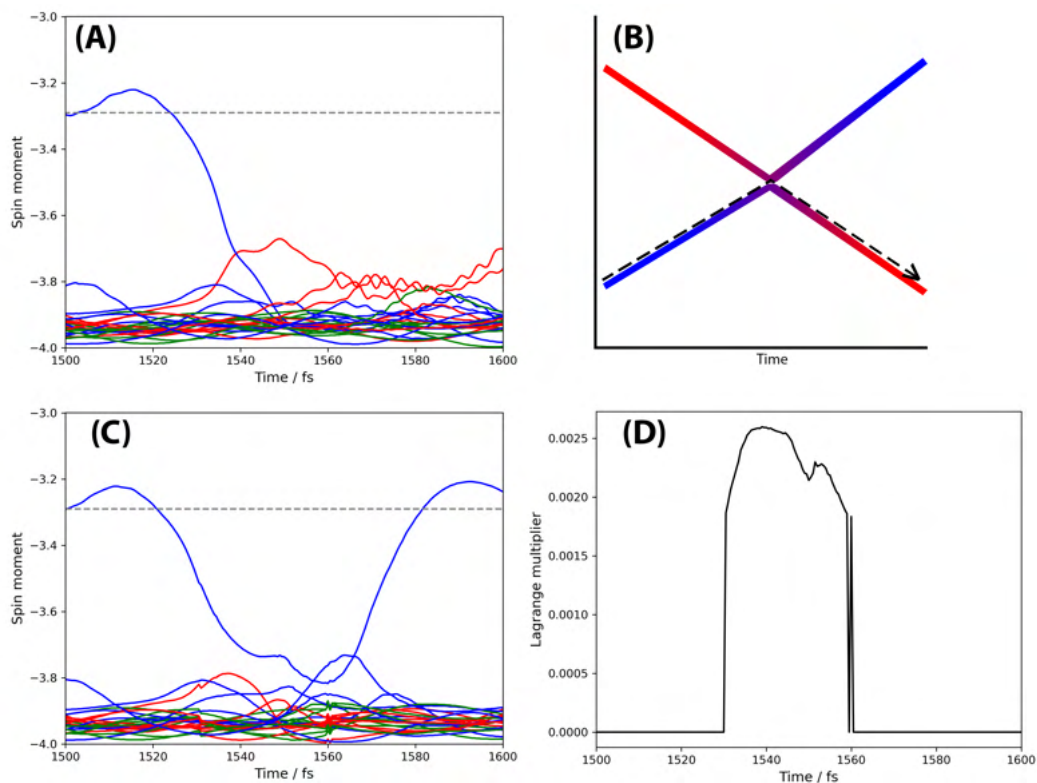 (A)
Spin moment
−3.0
−3.2
−3.4
−3.6
−3.8
−4.0
1500 1520 1540 1560 1580 1600
Time / fs
(B)
Time
(C)
Spin moment
−3.0
−3.2
−3.4
−3.6
−3.8
−4.0
1500 1520 1540 1560 1580 1600
Time / fs
(D)
Lagrange multiplier
0.0025
0.0020
0.0015
0.0010
0.0005
0.0000
1500 1520 1540 1560 1580 1600
Time / fs